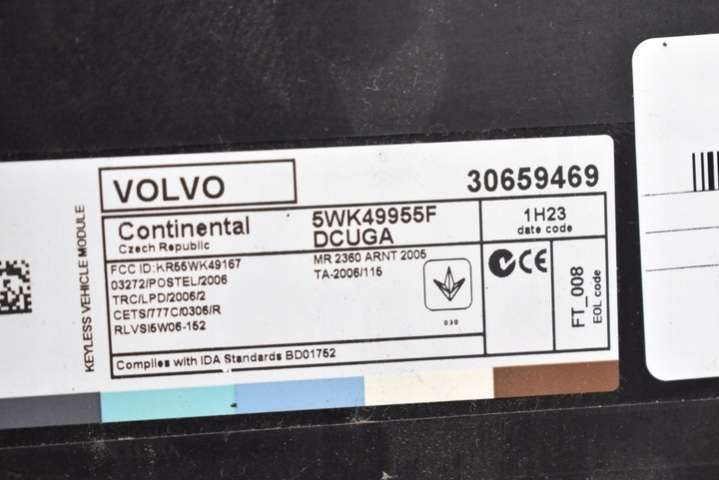 KEYLESS VEHICLE MODULE
VOLVO
30659469
Continental
Czech Republic
5WK49955F
DCUGA
1H23
date code
FCC ID:KR55WK49167
03272/POSTEL/2006
TRC/LPD/2006/2
CETS/777C/0306/R
RLVSI5W06-152
MR 2360 ARNT 2005
TA-2006/115
030
CE
FT_008
EOL code
Complies with IDA Standards BD01752